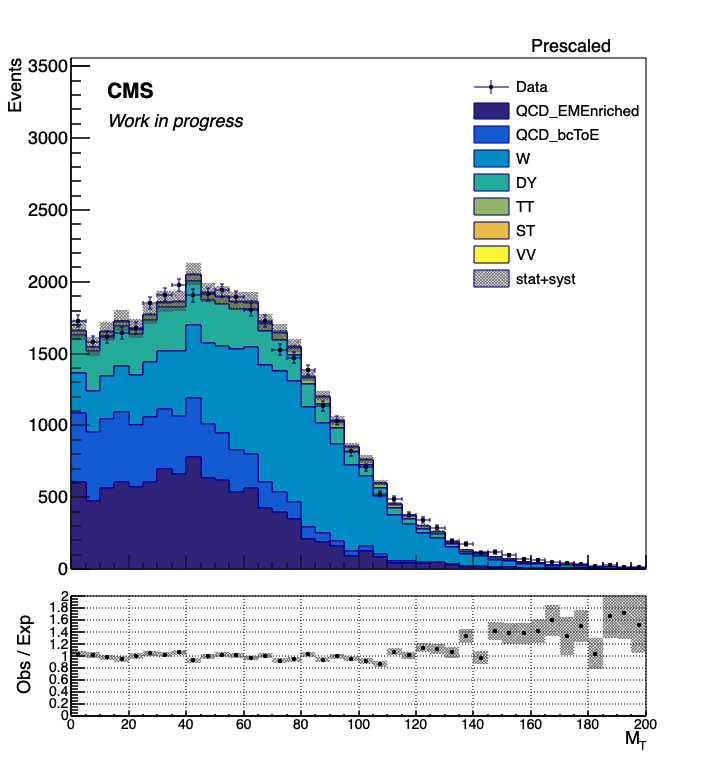 Prescaled
Events
3500
3000
2500
2000
1500
1000
500
0
CMS
Work in progress
Data
QCD_EMEnriched
QCD_bcToE
W
DY
TT
ST
VV
stat+syst
Obs / Exp
2
1.8
1.6
1.4
1.2
1
0.8
0.6
0.4
0.2
0
0 20 40 60 80 100 120 140 160 180 200
M_T